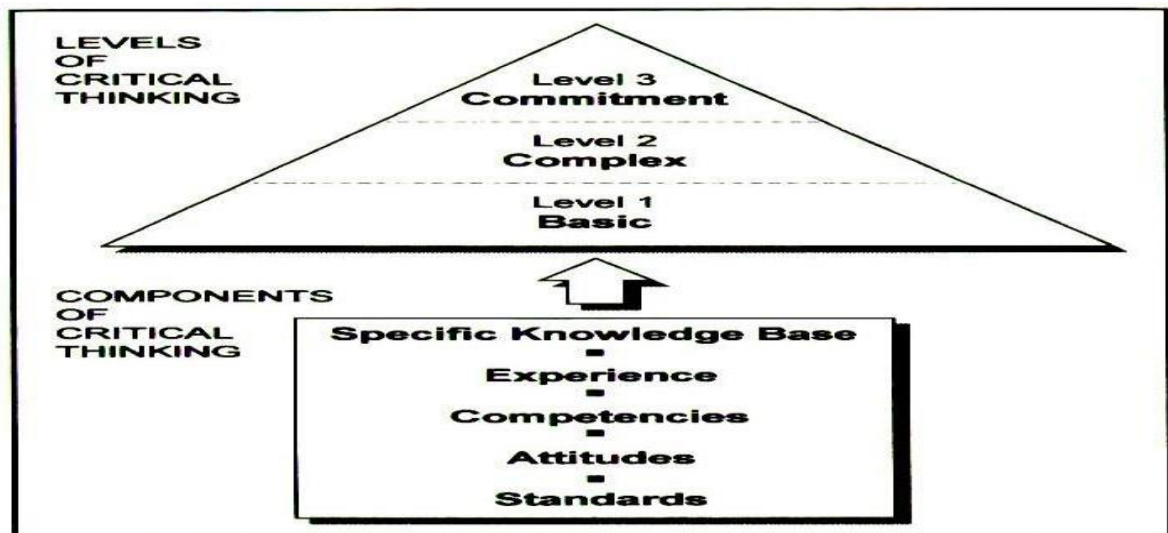 LEVELS
OF
CRITICAL
THINKING
Level 3
Commitment
Level 2
Complex
Level 1
Basic
COMPONENTS
OF
CRITICAL
THINKING
Specific Knowledge Base
Experience
Competencies
Attitudes
Standards